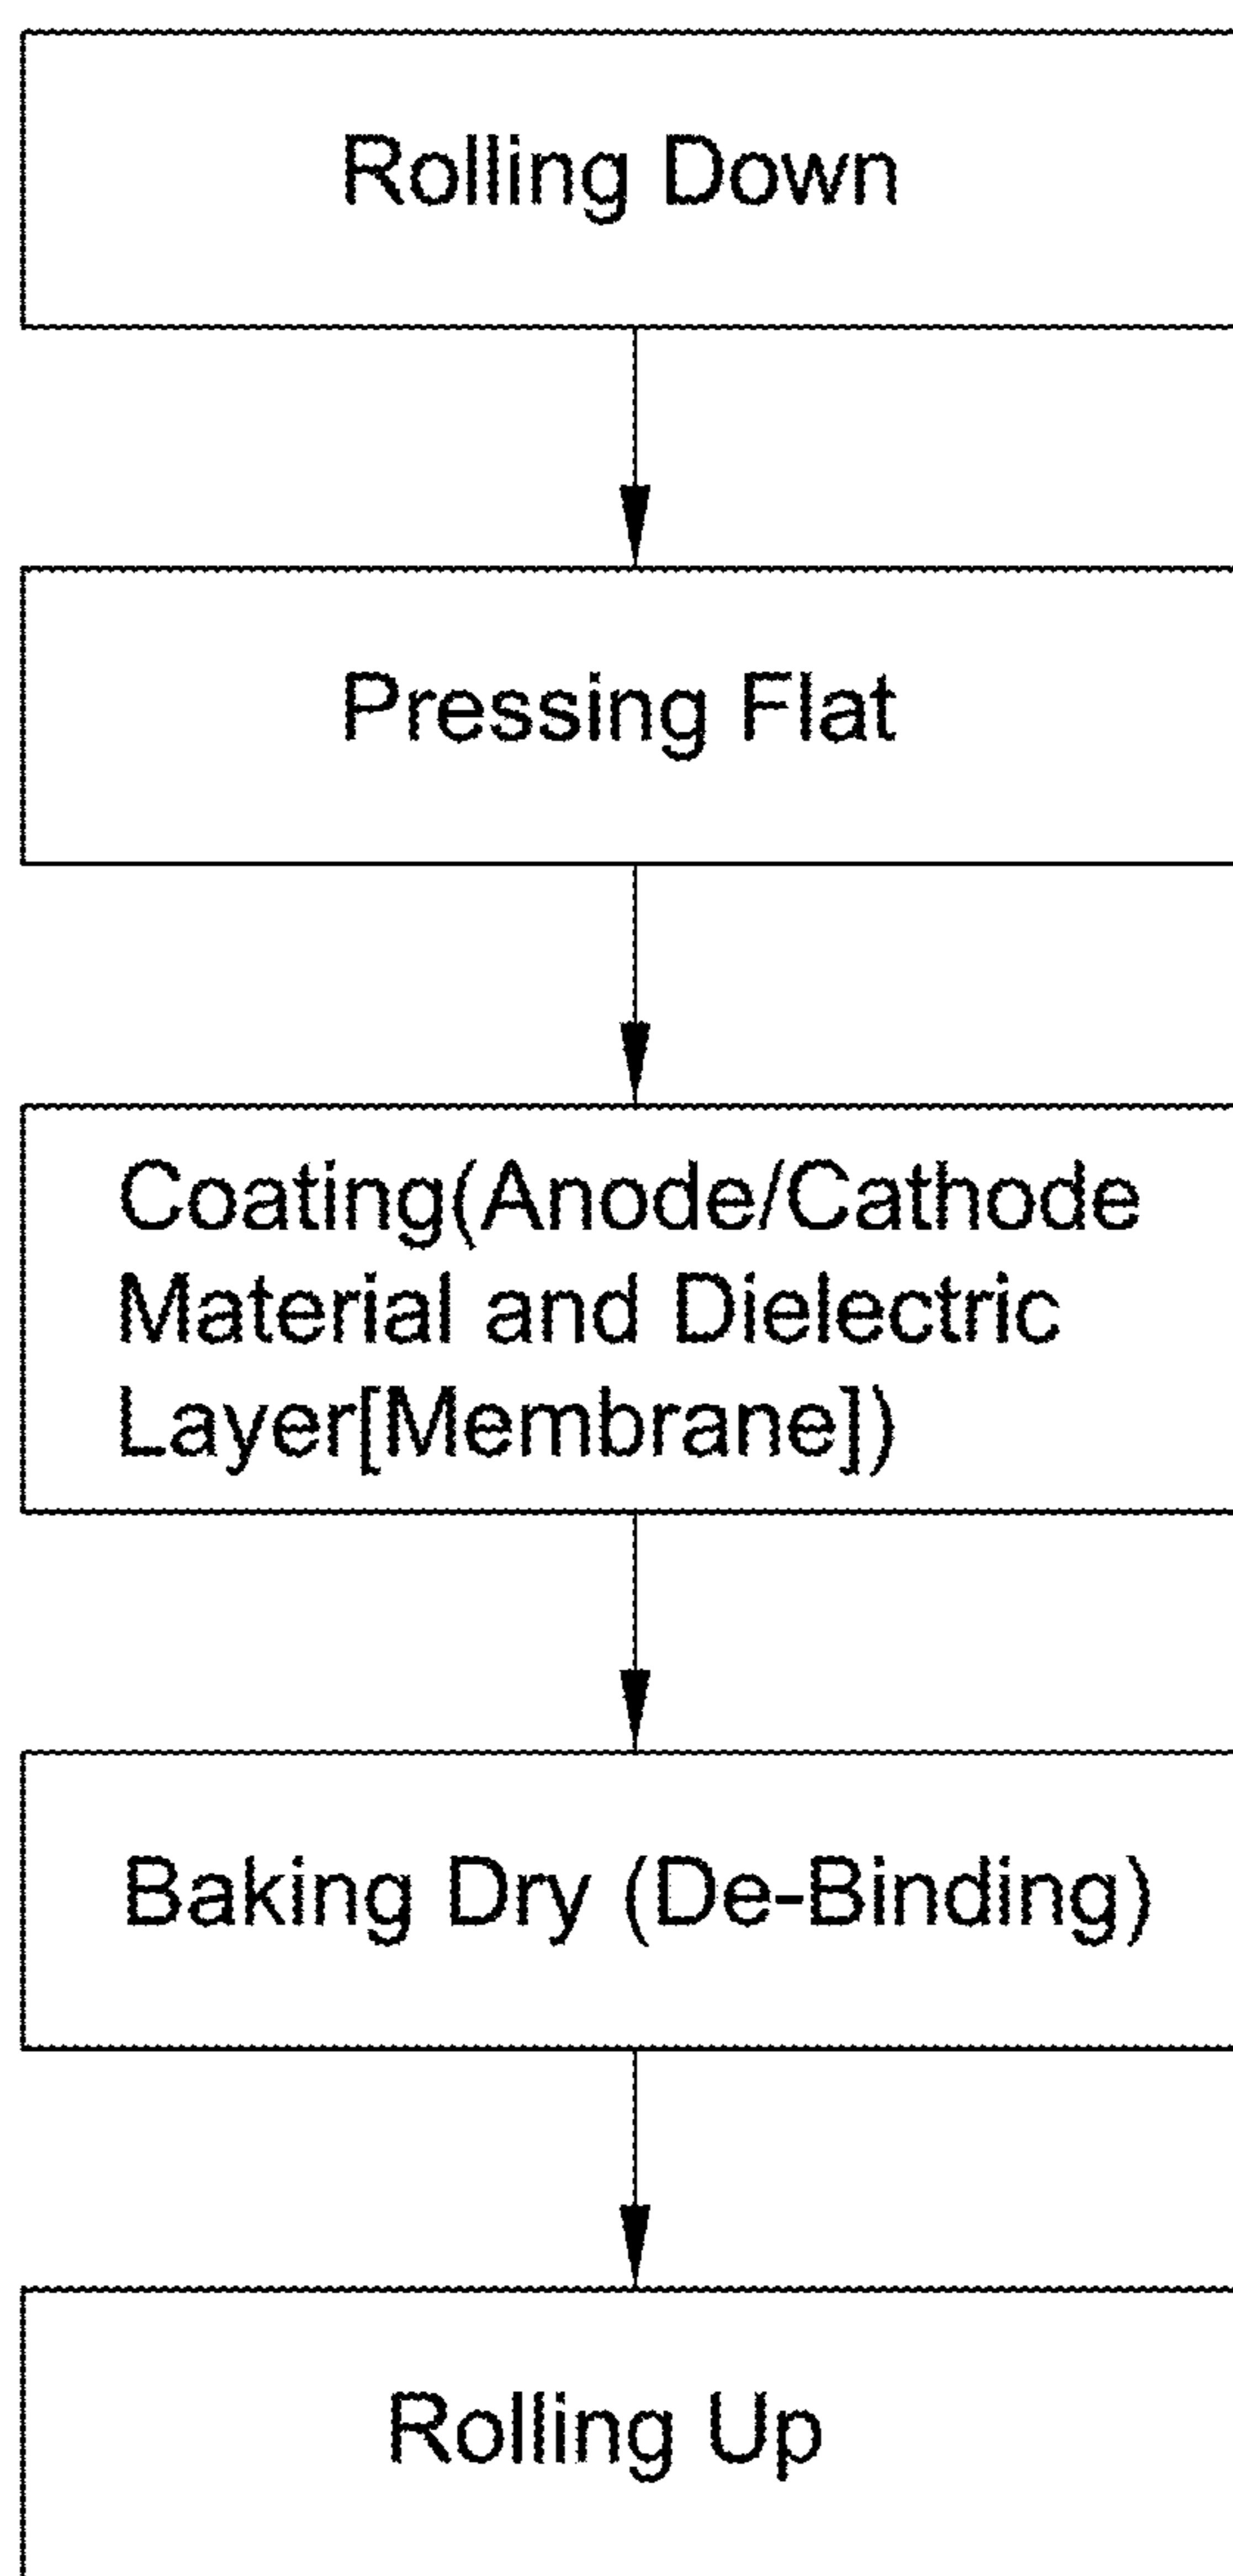 Rolling Down
Pressing Flat
Coating(Anode/Cathode
Material and Dielectric
Layer[Membrane])
Baking Dry (De-Binding)
Rolling Up